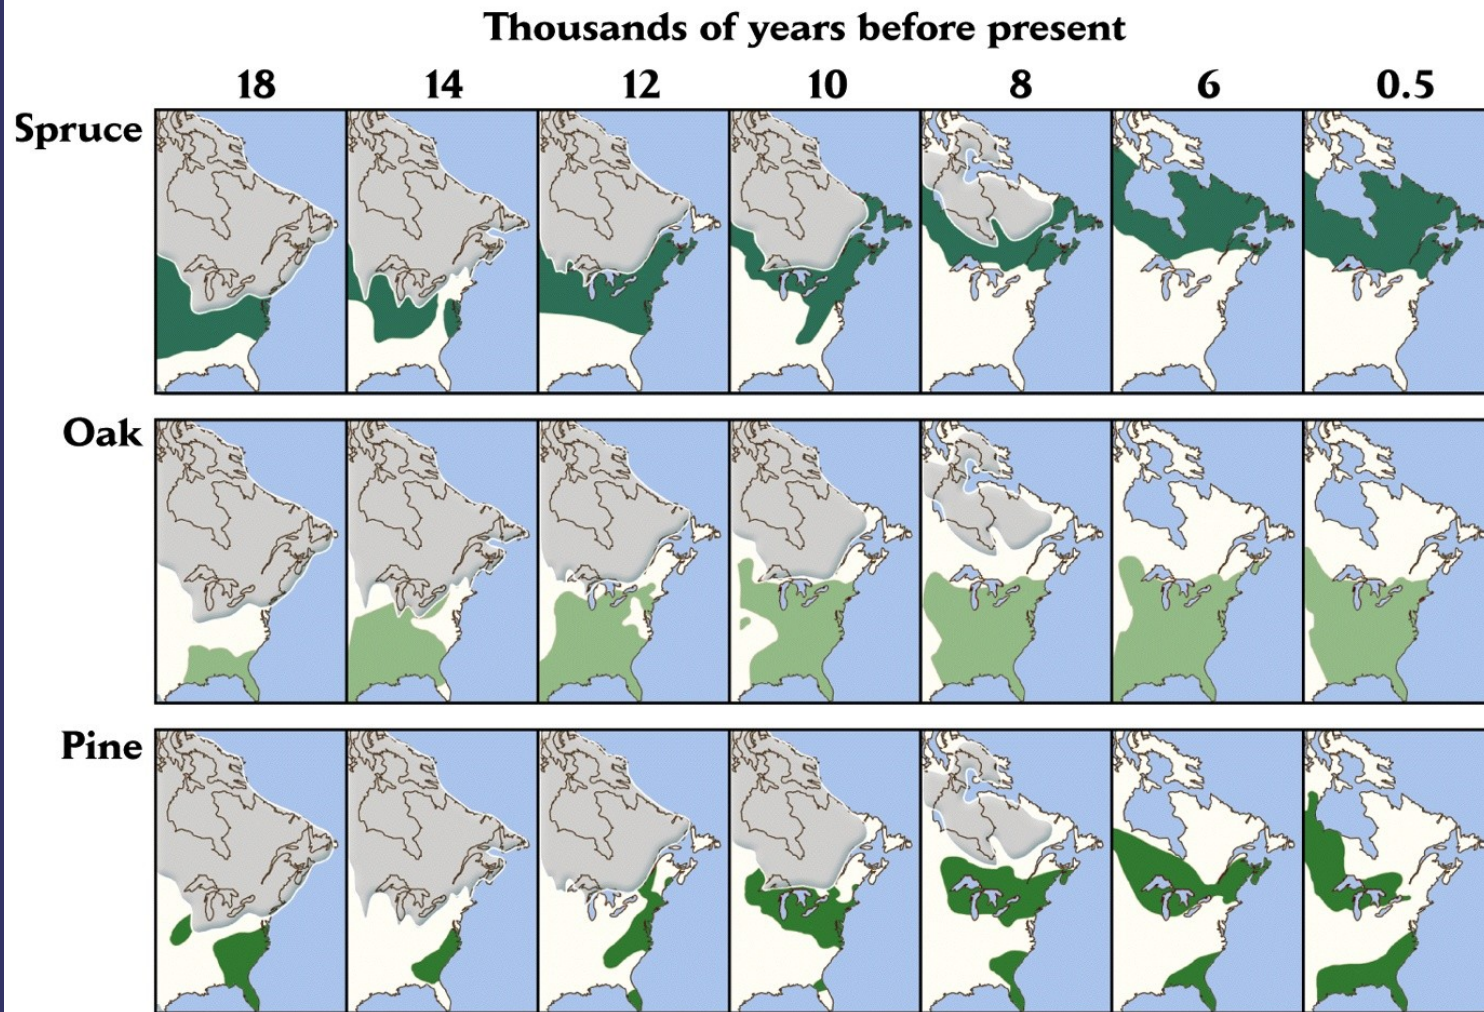 Thousands of years before present
18 14 12 10 8 6 0.5
Spruce
Oak
Pine